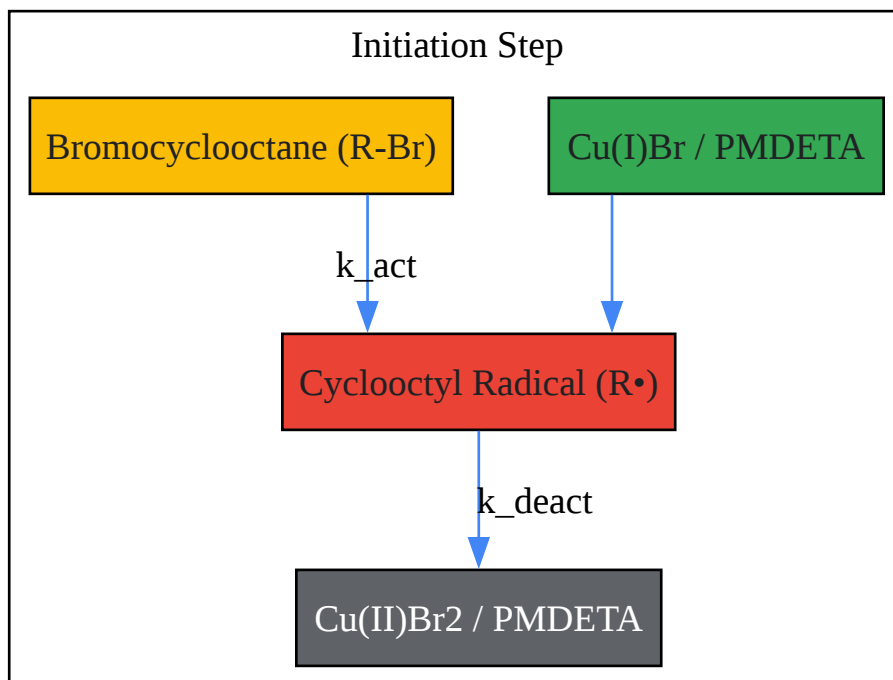 Initiation Step
Bromocyclooctane (R-Br)
Cu(I)Br / PMDETA
k_act
Cyclooctyl Radical (R•)
k_deact
Cu(II)Br2 / PMDETA